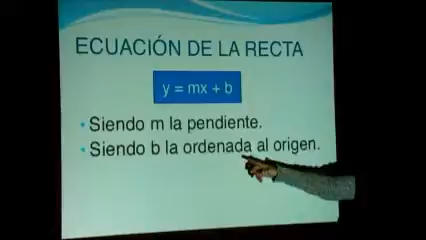 ECUACIÓN DE LA RECTA
y = mx + b
• Siendo m la pendiente.
• Siendo b la ordenada al origen.